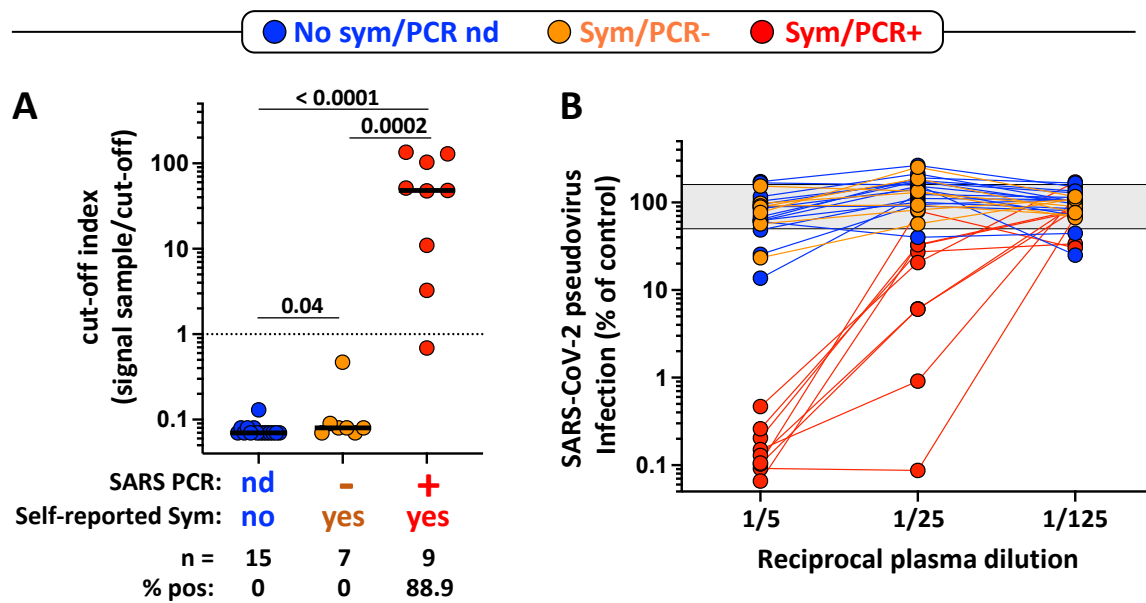 No sym/PCR nd Sym/PCR- Sym/PCR+
A
cut-off index
(signal sample/cut-off)
< 0.0001
0.0002
0.04
100
10
1
0.1
SARS PCR: nd - +
Self-reported Sym: no yes yes
n = 15 7 9
% pos: 0 0 88.9
B
SARS-CoV-2 pseudovirus
Infection (% of control)
100
10
1
0.1
1/5 1/25 1/125
Reciprocal plasma dilution